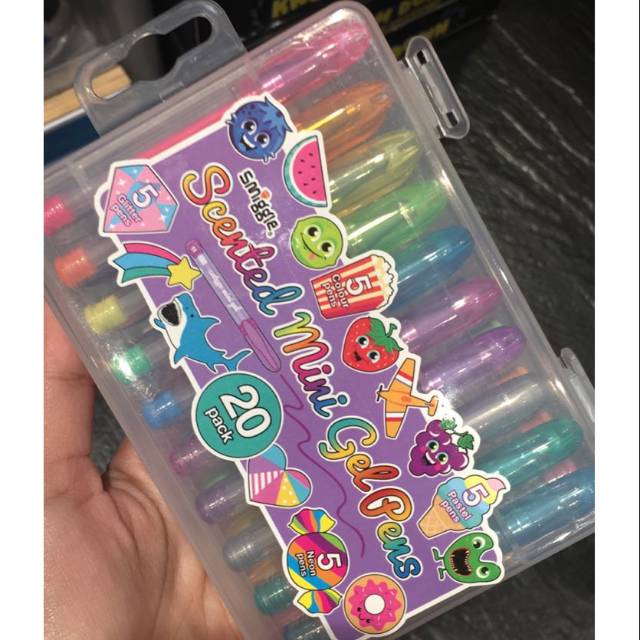 smiggle
Scented Mini Gel Pens
5
Glitter
pens
5
Colour
pens
20
pack
5
Pastel
pens
5
Neon
pens